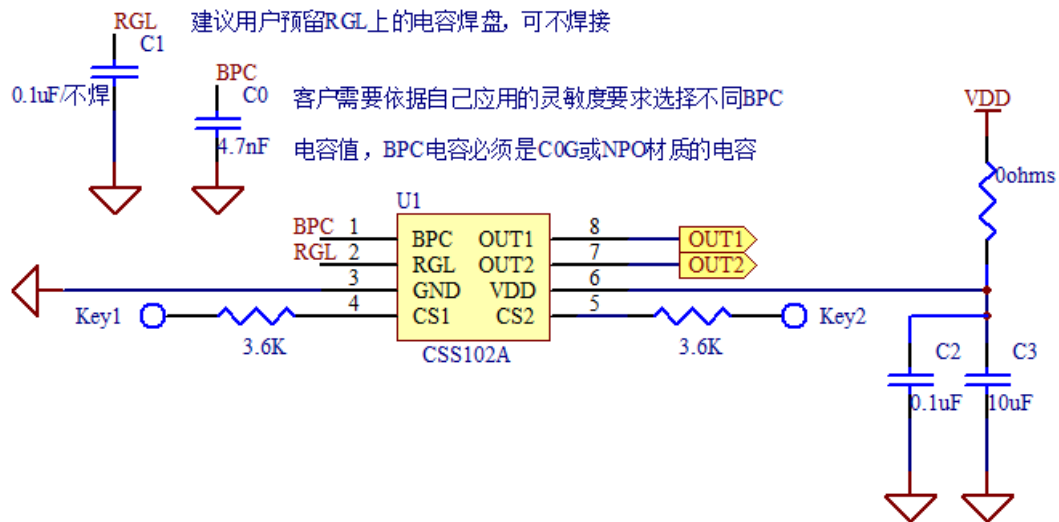 RGL 建议用户预留RGL上的电容焊盘，可不焊接
C1
0.1uF/不焊
BPC
C0 客户需要依据自己应用的灵敏度要求选择不同BPC
4.7nF 电容值，BPC电容必须是C0G或NPO材质的电容
VDD
0ohms
U1
BPC 1 BPC OUT1 8 OUT1
RGL 2 RGL OUT2 7 OUT2
3 GND VDD 6
Key1 4 CS1 CS2 5 Key2
3.6K CSS102A 3.6K
C2 C3
0.1uF 10uF